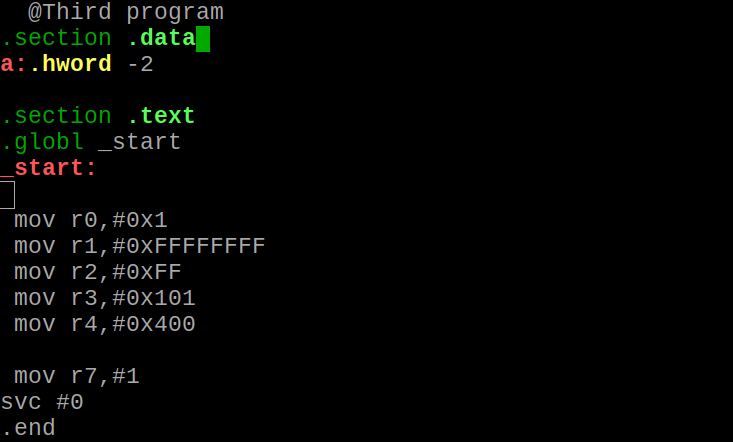 @Third program
.section .data
a:.hword -2
.section .text
.globl _start
_start:
mov r0,#0x1
mov r1,#0xFFFFFFFF
mov r2,#0xFF
mov r3,#0x101
mov r4,#0x400
mov r7,#1
svc #0
.end